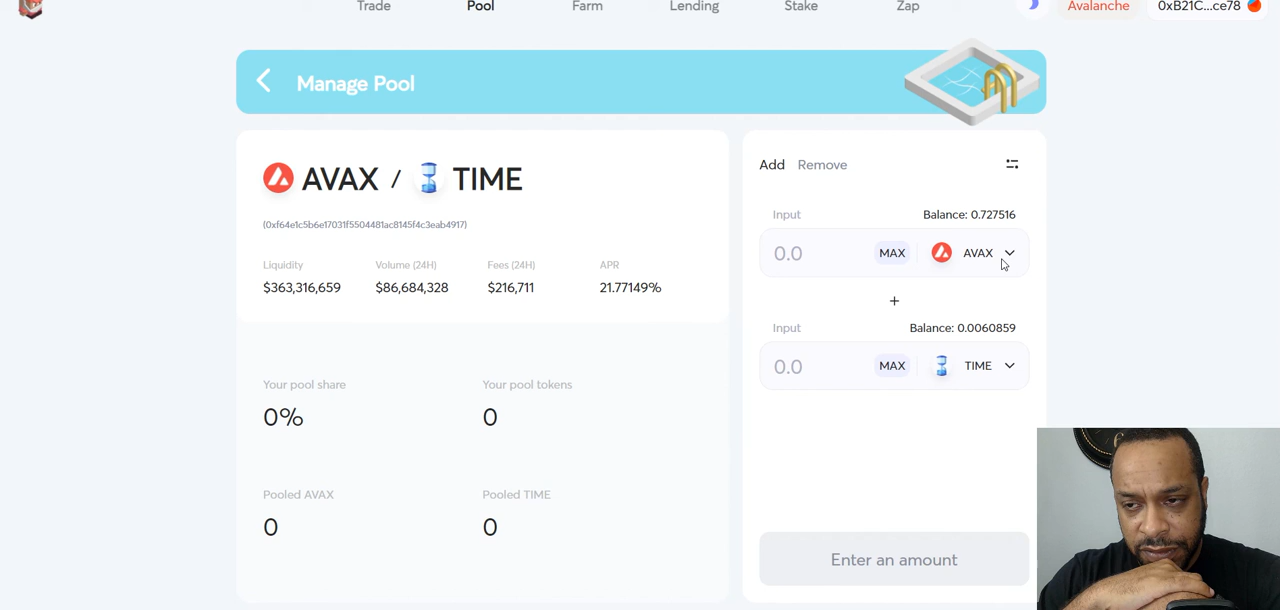 Trade Pool Farm Lending Stake Zap Avalanche 0xB21C...ce78
Manage Pool
AVAX / TIME
(0xf64e1c5b6e17031f5504481ac8145f4c3eab4917)
Liquidity Volume (24H) Fees (24H) APR
$363,316,659 $86,684,328 $216,711 21.77149%
Your pool share Your pool tokens
0% 0
Pooled AVAX Pooled TIME
0 0
Add Remove
Input Balance: 0.727516
0.0 MAX AVAX
+
Input Balance: 0.0060859
0.0 MAX TIME
Enter an amount